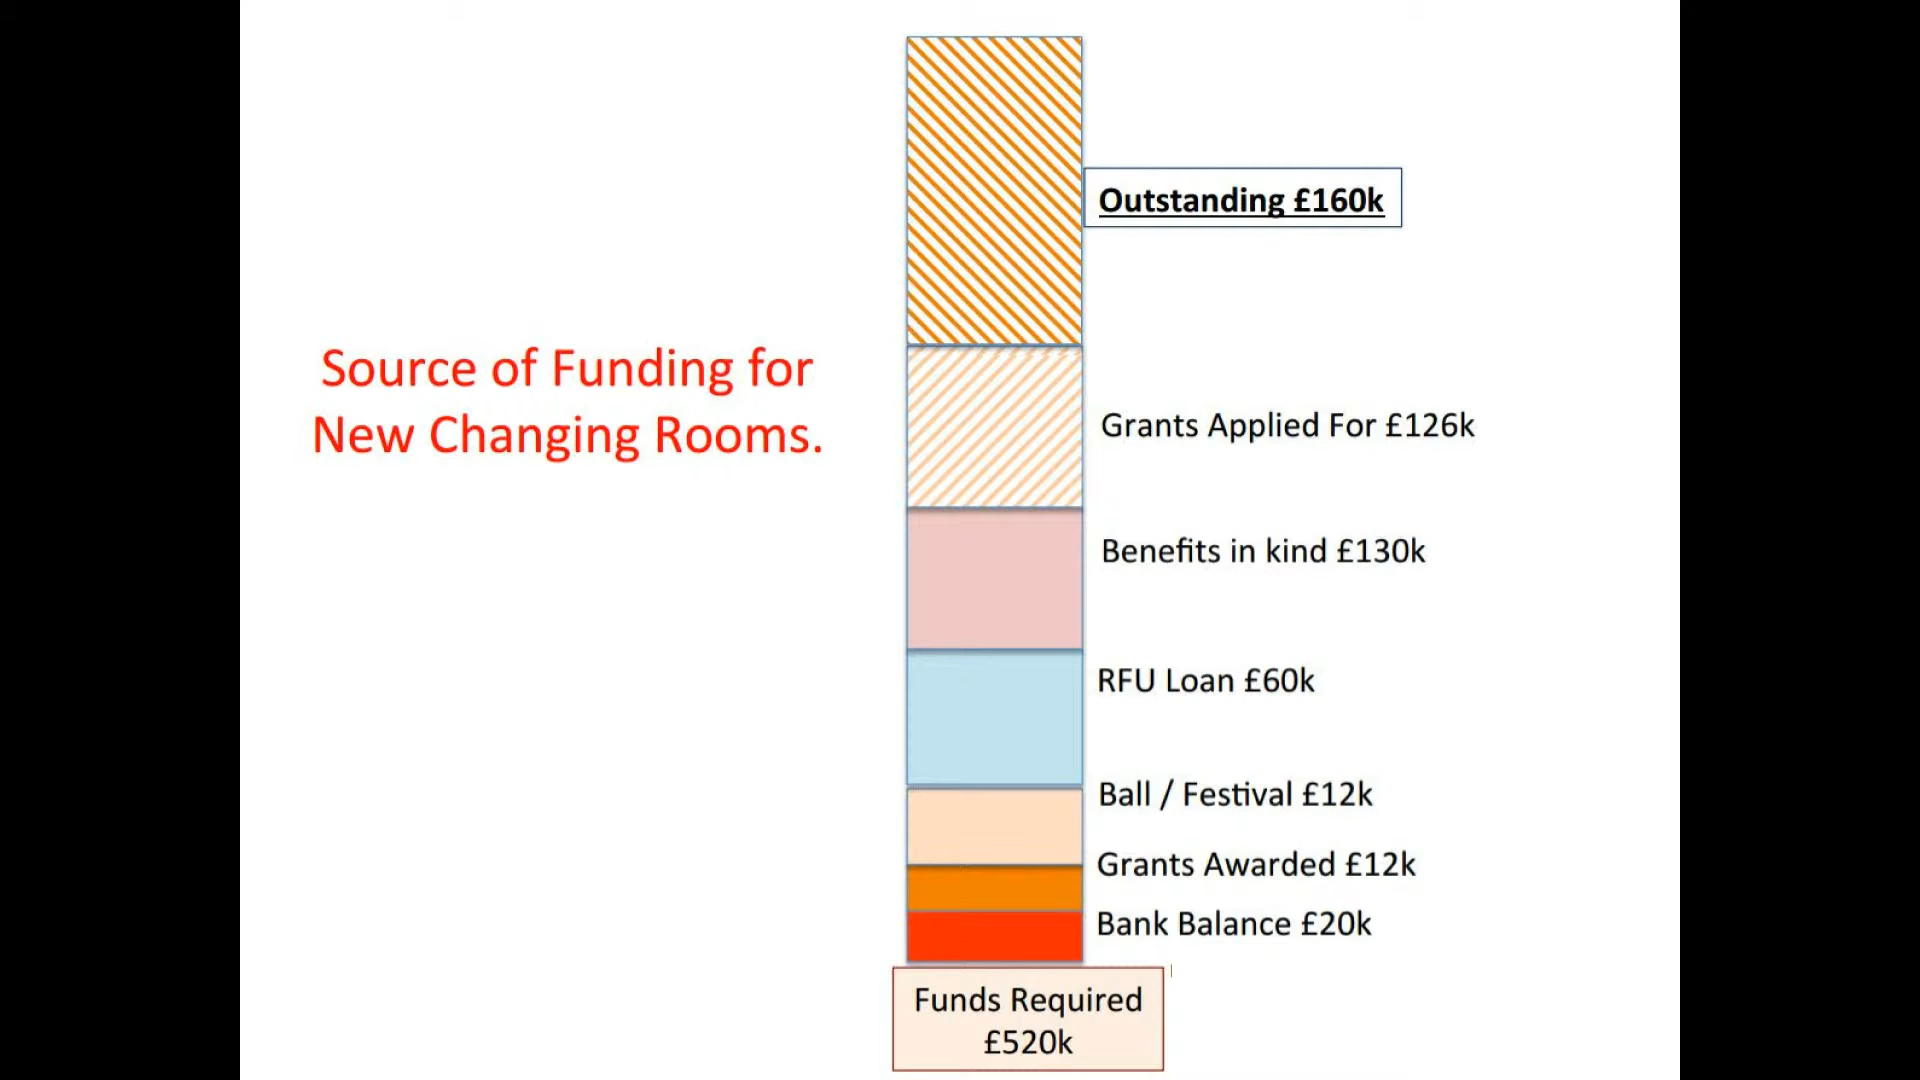 Source of Funding for
New Changing Rooms.
Outstanding £160k
Grants Applied For £126k
Benefits in kind £130k
RFU Loan £60k
Ball / Festival £12k
Grants Awarded £12k
Bank Balance £20k
Funds Required
£520k